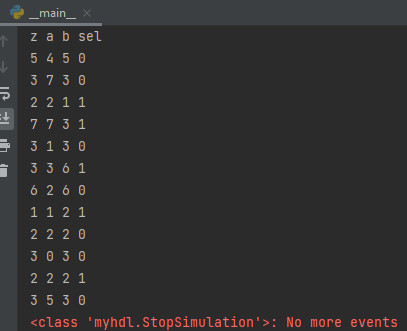 __main__
z a b sel
5 4 5 0
3 7 3 0
2 2 1 1
7 7 3 1
3 1 3 0
3 3 6 1
6 2 6 0
1 1 2 1
2 2 2 0
3 0 3 0
2 2 2 1
3 5 3 0
<class 'myhdl.StopSimulation'>: No more events